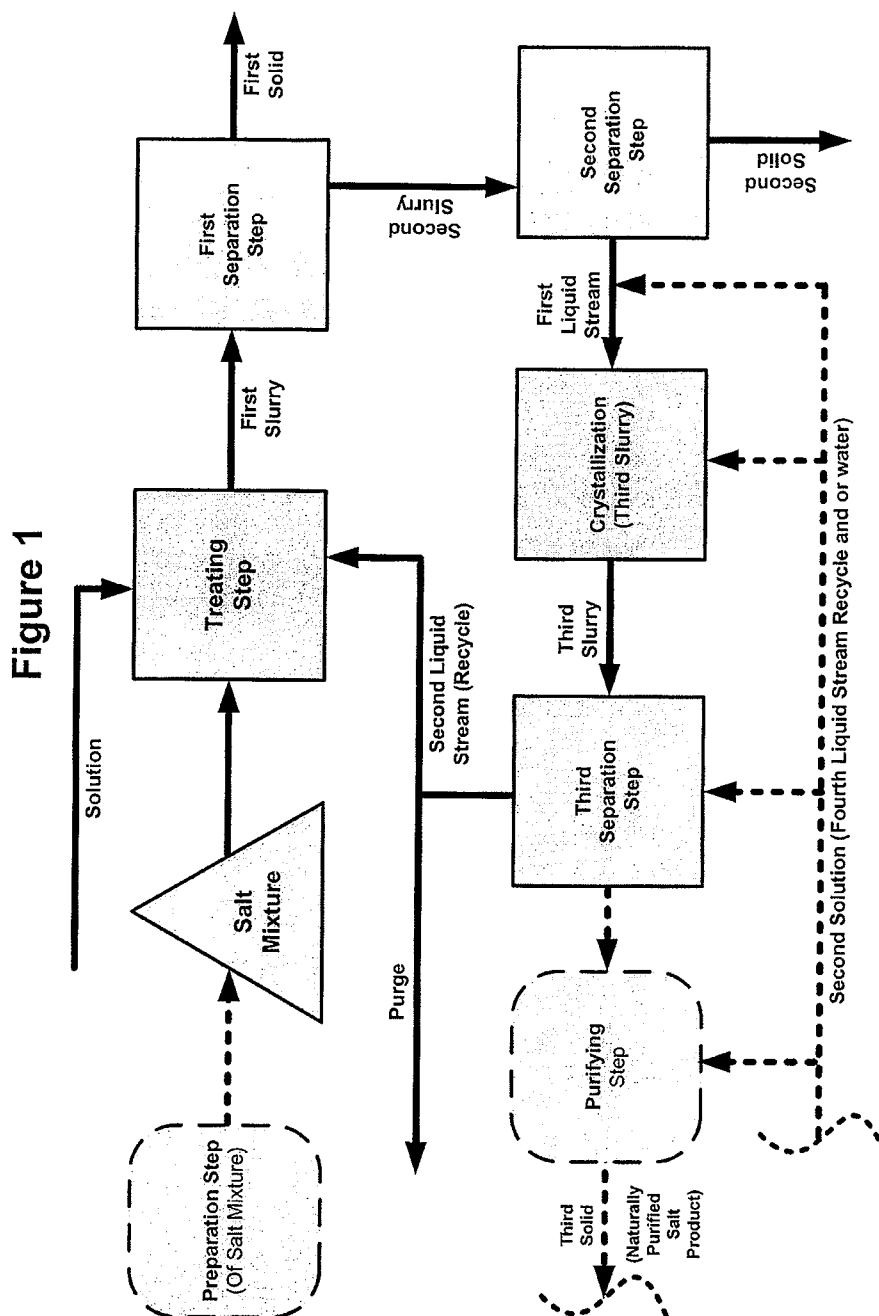 Figure 1
Solution
Preparation Step
(Of Salt Mixture)
Salt
Mixture
Treating
Step
First
Slurry
First
Separation
Step
First
Solid
Second
Slurry
Purge
Second Liquid
Stream (Recycle)
Second
Separation
Step
Second
Solid
First
Liquid
Stream
Crystallization
(Third Slurry)
Third
Slurry
Third
Separation
Step
Purifying
Step
Third
Solid
(Naturally
Purified
Salt
Product)
Second Solution (Fourth Liquid Stream Recycle and or water)